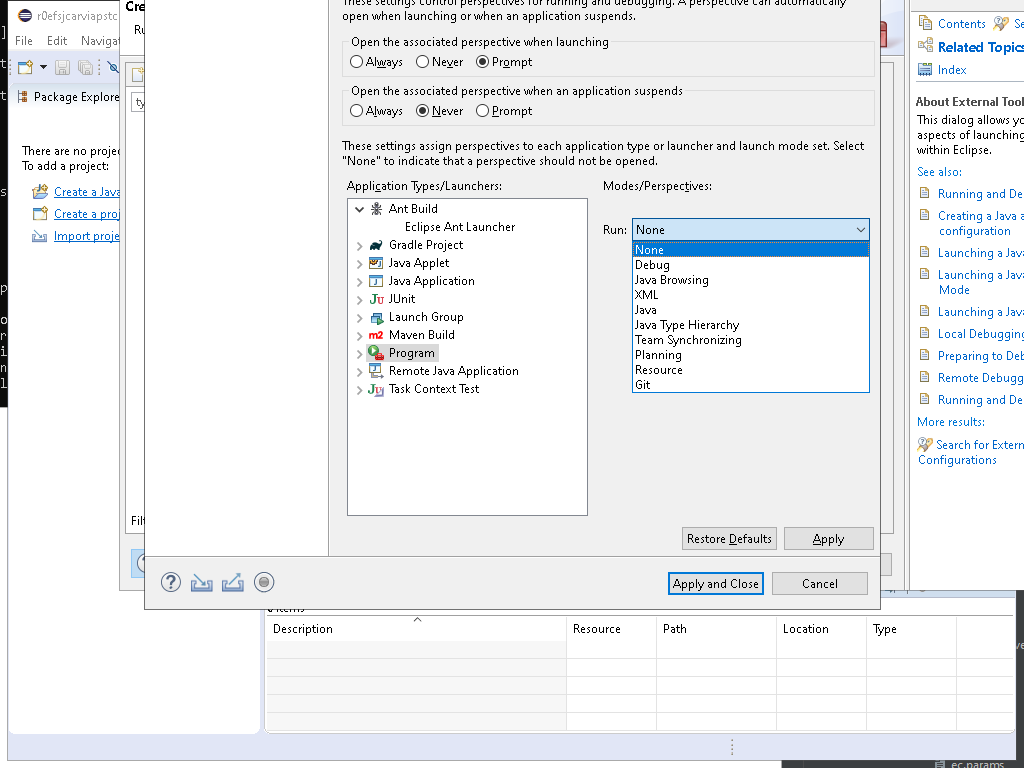 r0efsjcarviapstc
File Edit Navigat
Package Explore
There are no projec
To add a project:
Create a Java
Create a proj
Import proje
Cre
Ru
ty
Filt
These settings control perspectives for running and debugging. A perspective can automatically
open when launching or when an application suspends.
Open the associated perspective when launching
Always Never Prompt
Open the associated perspective when an application suspends
Always Never Prompt
These settings assign perspectives to each application type or launcher and launch mode set. Select
"None" to indicate that a perspective should not be opened.
Application Types/Launchers:
Ant Build
Eclipse Ant Launcher
Gradle Project
Java Applet
Java Application
JUnit
Launch Group
Maven Build
Program
Remote Java Application
Task Context Test
Modes/Perspectives:
Run: None
None
Debug
Java Browsing
XML
Java
Java Type Hierarchy
Team Synchronizing
Planning
Resource
Git
Restore Defaults Apply
Apply and Close Cancel
Contents Se
Related Topics
Index
About External Tool
This dialog allows yo
aspects of launching
within Eclipse.
See also:
Running and De
Creating a Java a
configuration
Launching a Java
Launching a Java
Mode
Launching a Java
Local Debugging
Preparing to Deb
Remote Debugg
Running and De
More results:
Search for Extern
Configurations
0 items
Description Resource Path Location Type
ec.params